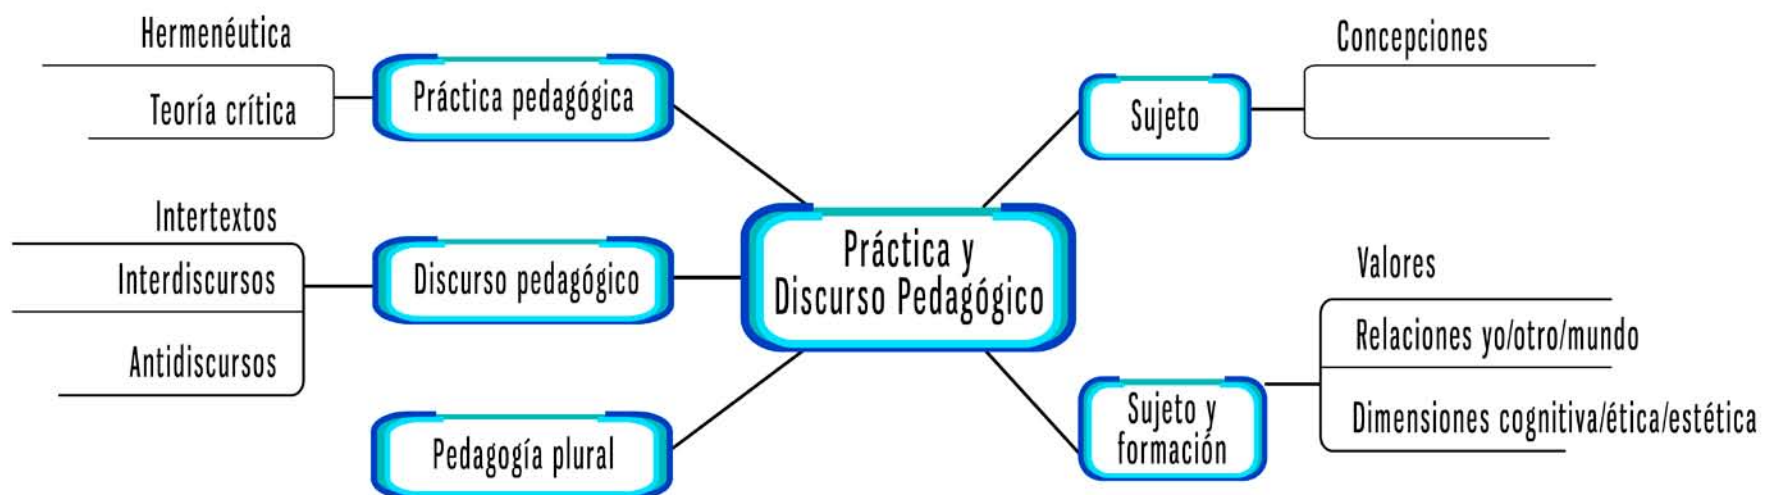 Hermenéutica
Teoría crítica
Práctica pedagógica
Intertextos
Interdiscursos
Antidiscursos
Discurso pedagógico
Pedagogía plural
Práctica y
Discurso Pedagógico
Concepciones
Sujeto
Valores
Relaciones yo/otro/mundo
Dimensiones cognitiva/ética/estética
Sujeto y
formación